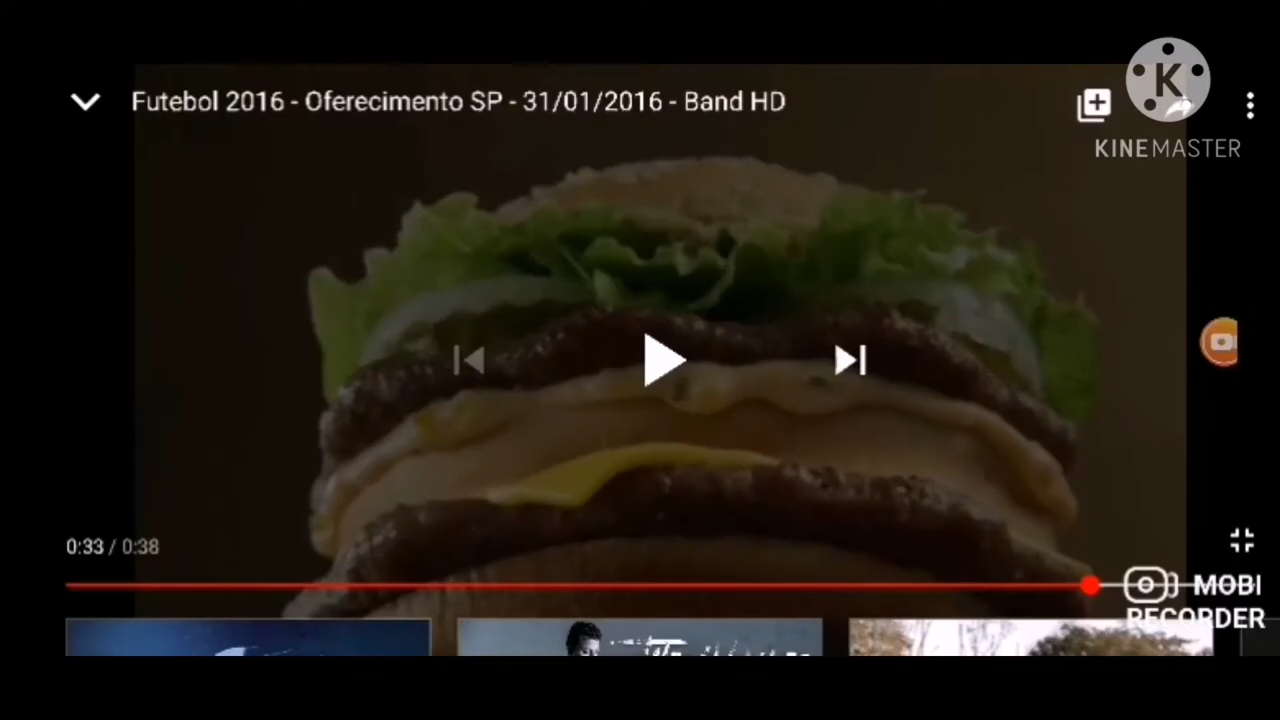 Futebol 2016 - Oferecimento SP - 31/01/2016 - Band HD
K
KINEMASTER
0:33 / 0:38
MOBI
RECORDER